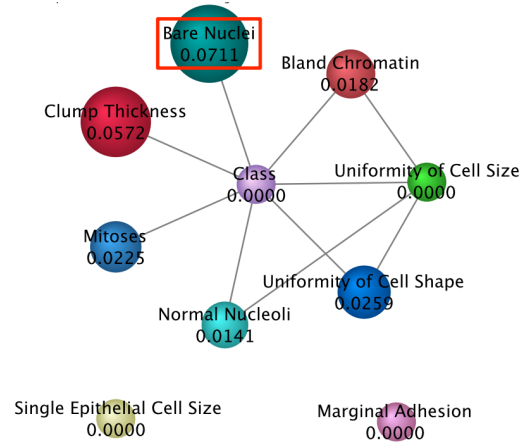 Bare Nuclei
0.0711
Bland Chromatin
0.0182
Clump Thickness
0.0572
Class
0.0000
Uniformity of Cell Size
0.0000
Mitoses
0.0225
Uniformity of Cell Shape
0.0259
Normal Nucleoli
0.0141
Single Epithelial Cell Size
0.0000
Marginal Adhesion
0.0000